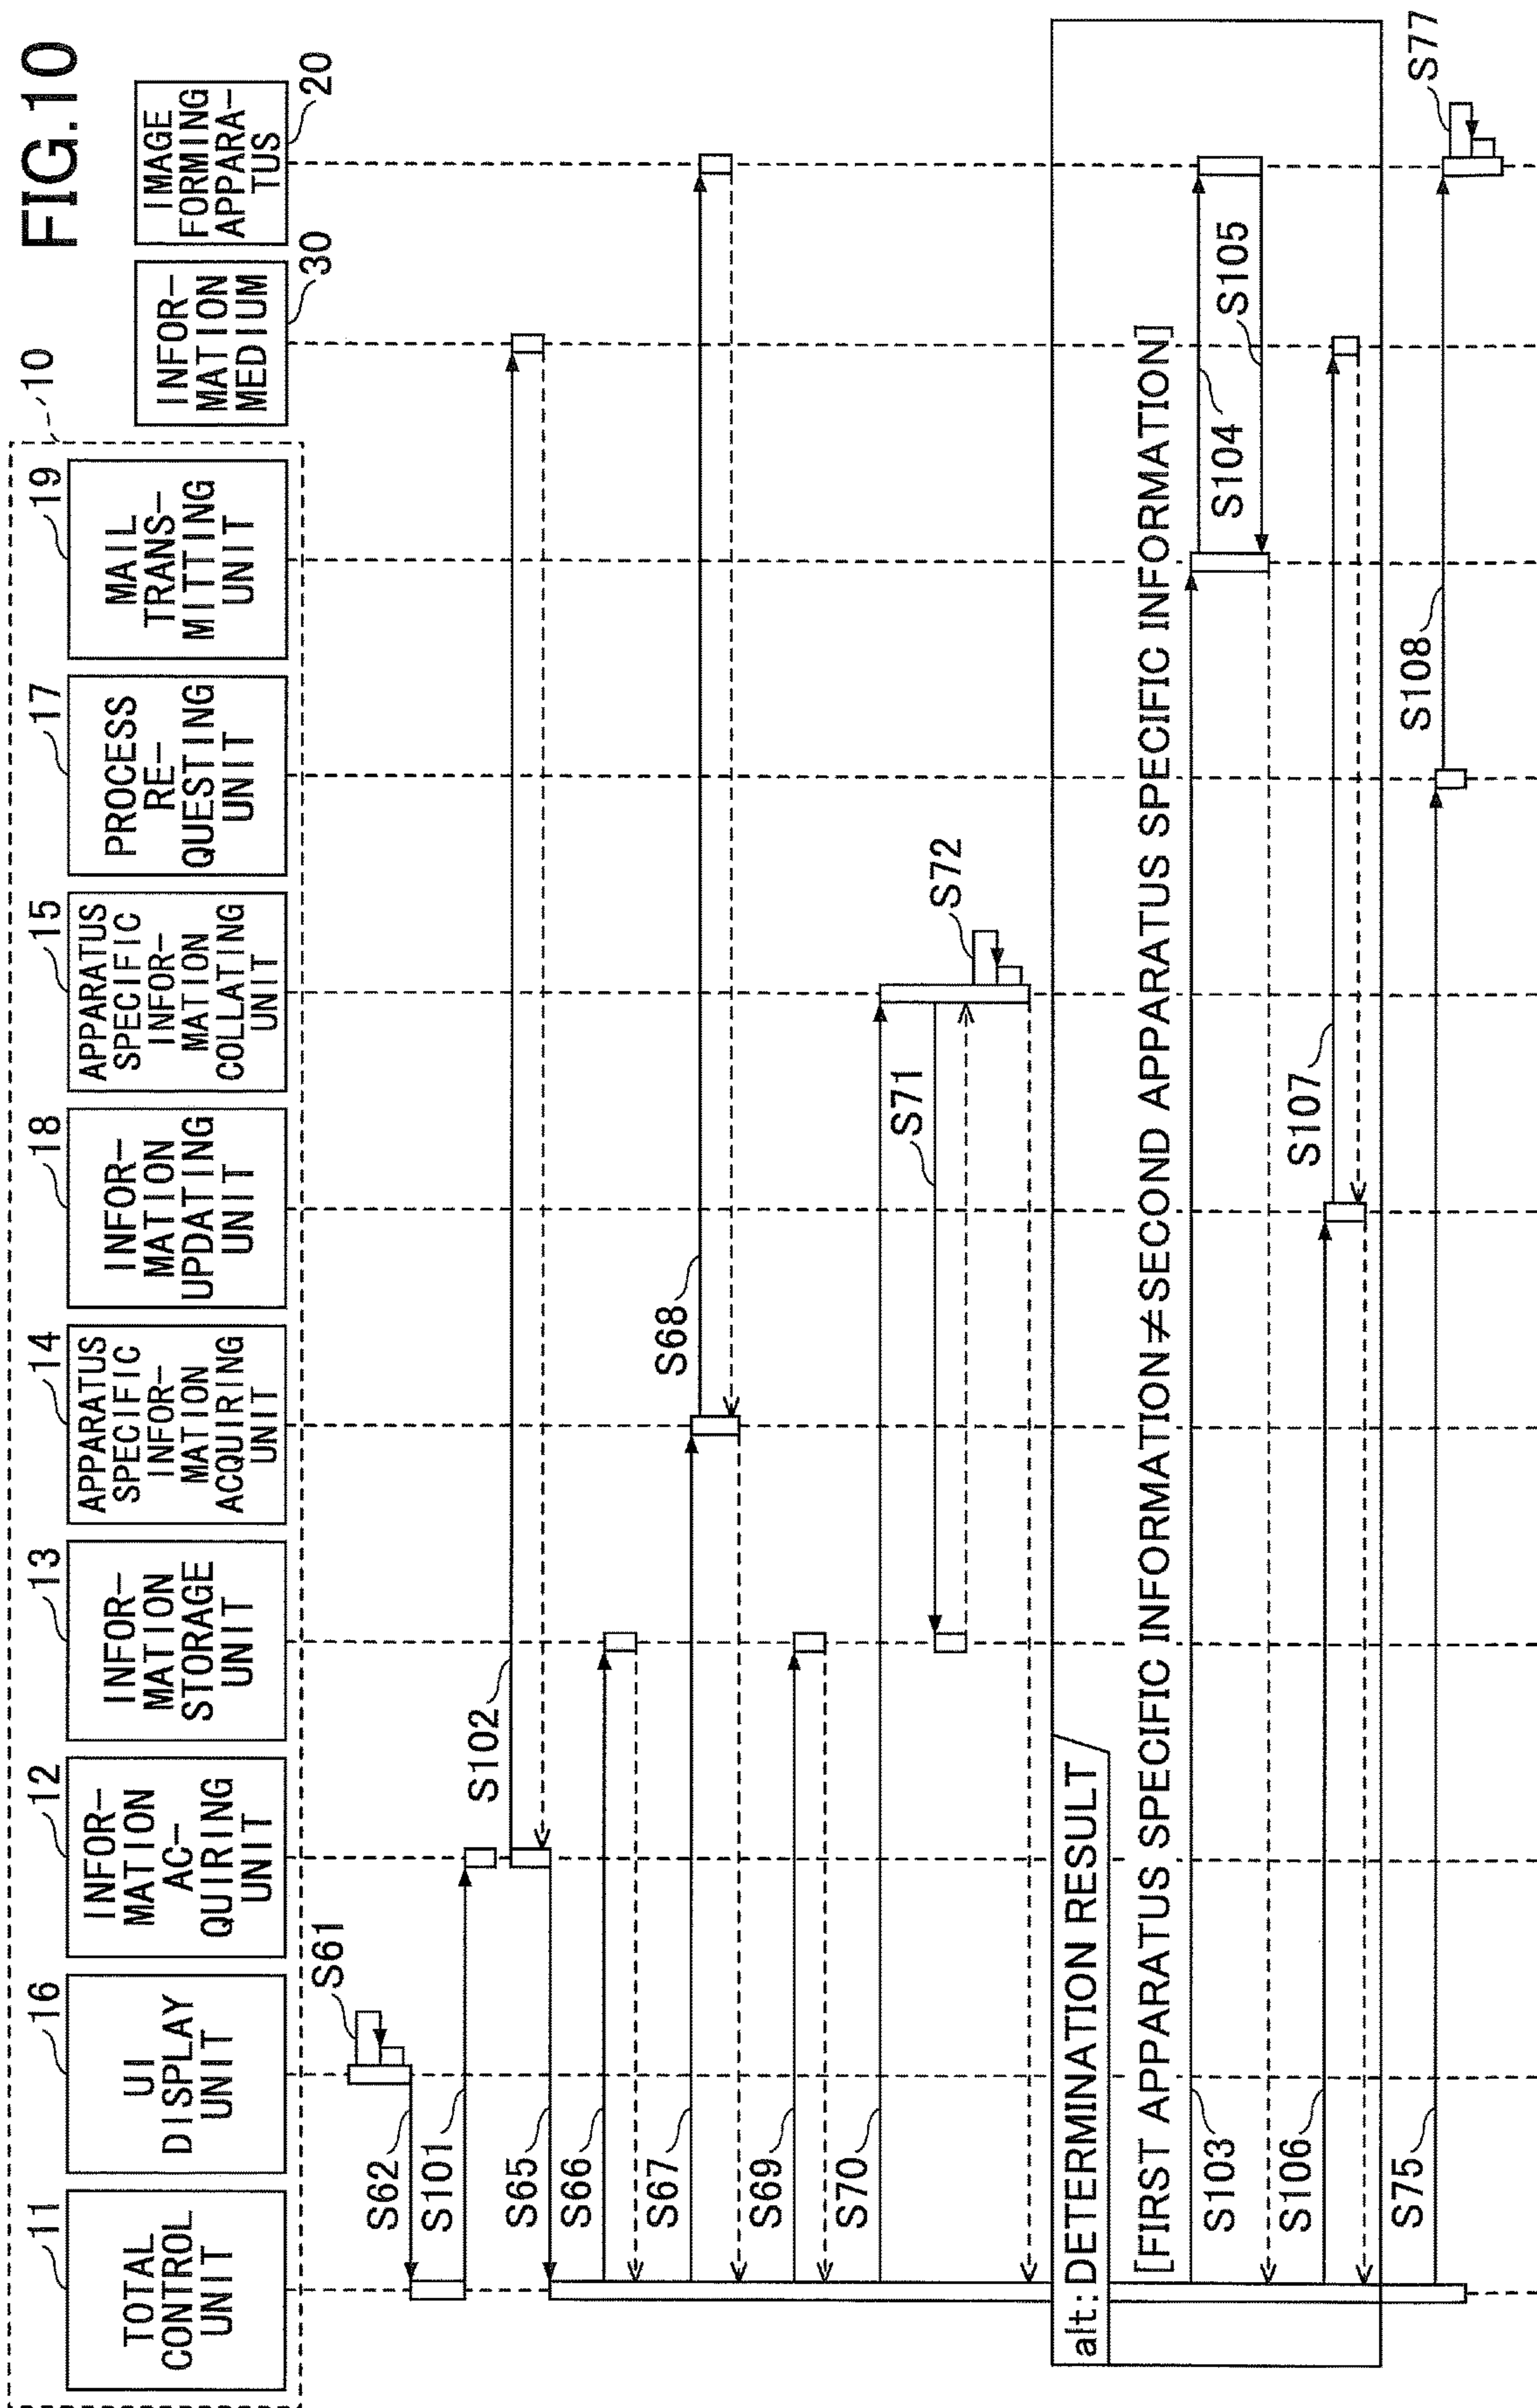 FIG.10
10
11
TOTAL
CONTROL
UNIT
16
UI
DISPLAY
UNIT
12
INFOR-
MATION
AC-
QUIRING
UNIT
13
INFOR-
MATION
STORAGE
UNIT
14
APPARATUS
SPECIFIC
INFOR-
MATION
ACQUIRING
UNIT
18
INFOR-
MATION
UPDATING
UNIT
15
APPARATUS
SPECIFIC
INFOR-
MATION
COLLATING
UNIT
17
PROCESS
RE-
QUESTING
UNIT
19
MAIL
TRANS-
MITTING
UNIT
INFOR-
MATION
MEDIUM
30
IMAGE
FORMING
APPARA-
TUS
20
S61
S62
S101
S102
S65
S66
S67
S68
S69
S70
S71
S72
alt: DETERMINATION RESULT
[FIRST APPARATUS SPECIFIC INFORMATION≠SECOND APPARATUS SPECIFIC INFORMATION]
S103
S104
S105
S106
S107
S75
S108
S77